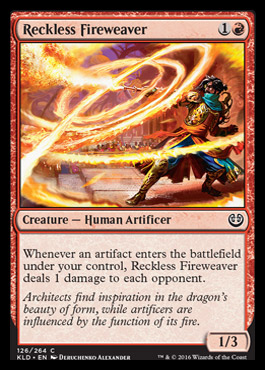 Reckless Fireweaver 1
Creature — Human Artificer
Whenever an artifact enters the battlefield
under your control, Reckless Fireweaver
deals 1 damage to each opponent.
Architects find inspiration in the dragon's
beauty of form, while artificers are
influenced by the function of its fire.
1/3
126/264 C
KLD • EN Deruchenko Alexander ™ & © 2016 Wizards of the Coast